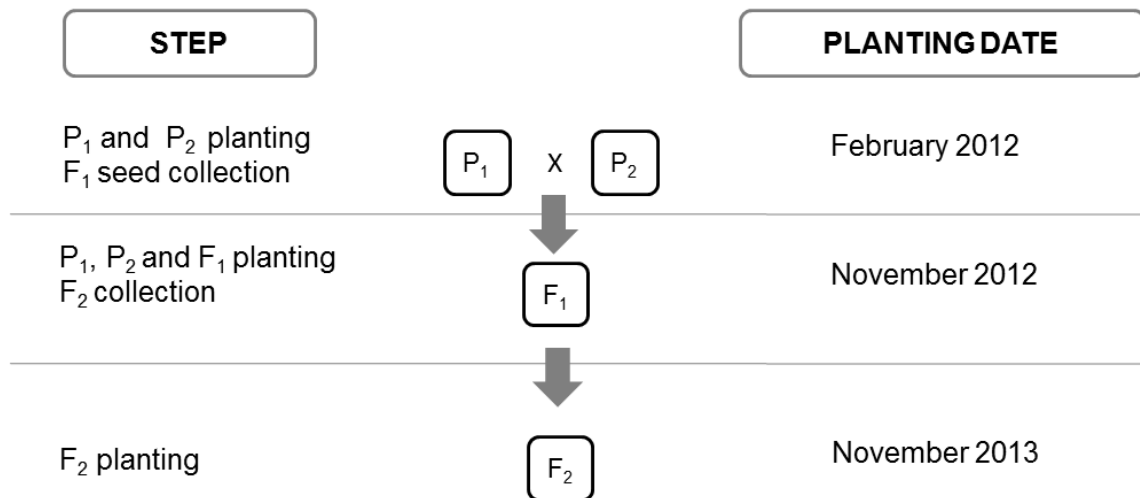 STEP
PLANTING DATE
P₁ and P₂ planting
F₁ seed collection
P₁ X P₂
February 2012
P₁, P₂ and F₁ planting
F₂ collection
F₁
November 2012
F₂ planting
F₂
November 2013